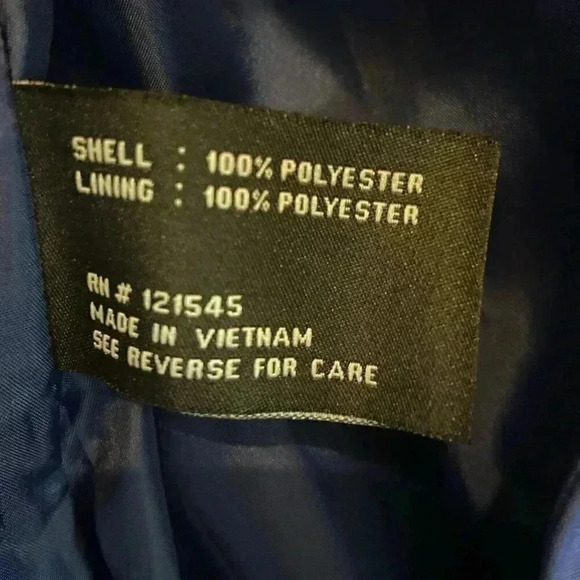 SHELL : 100% POLYESTER
LINING : 100% POLYESTER
RN # 121545
MADE IN VIETNAM
SEE REVERSE FOR CARE